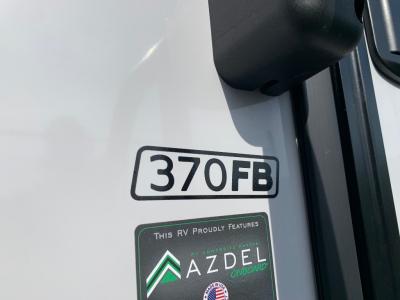 370FB
THIS RV PROUDLY FEATURES
AZDEL
ONBOARD